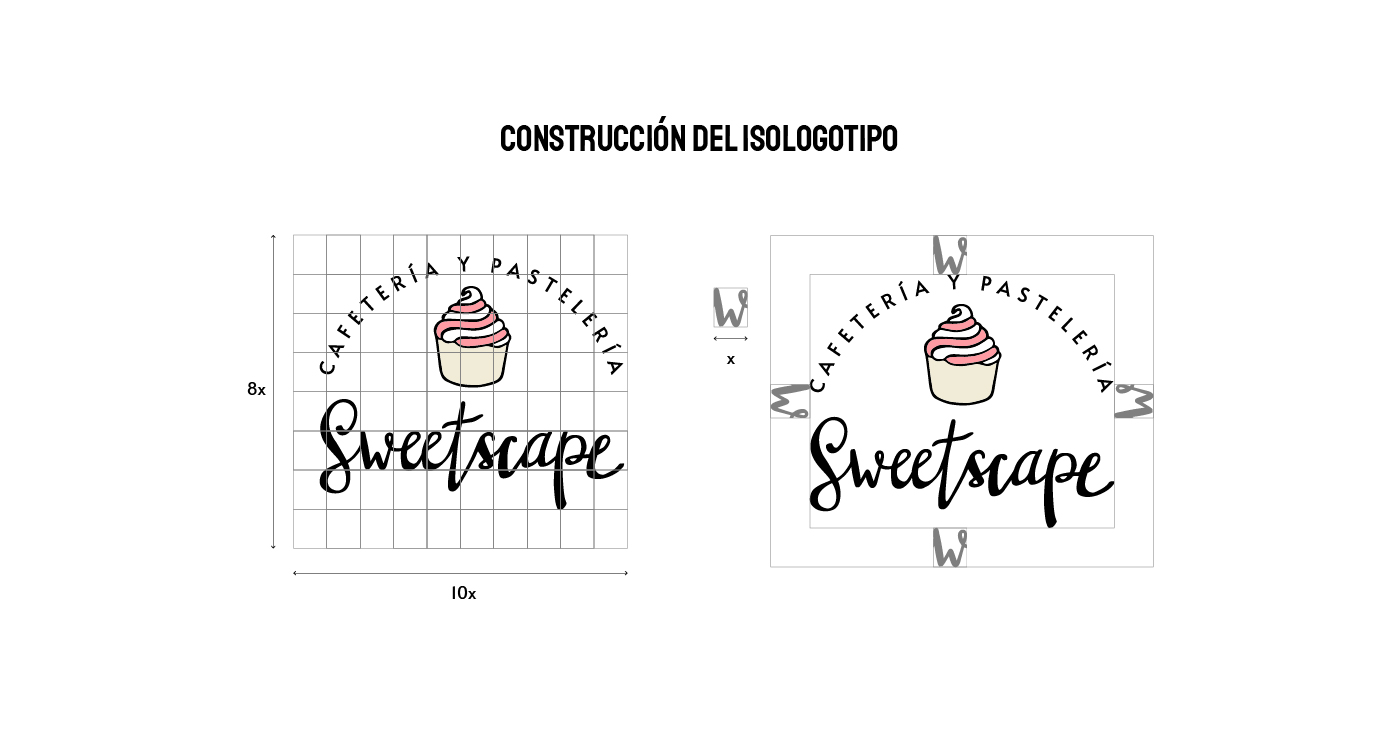 CONSTRUCCIÓN DEL ISOLOGOTIPO
CAFETERÍA Y PASTELERÍA
Sweetscape
8x
10x
w
x
w
CAFETERÍA Y PASTELERÍA
w
w
Sweetscape
w